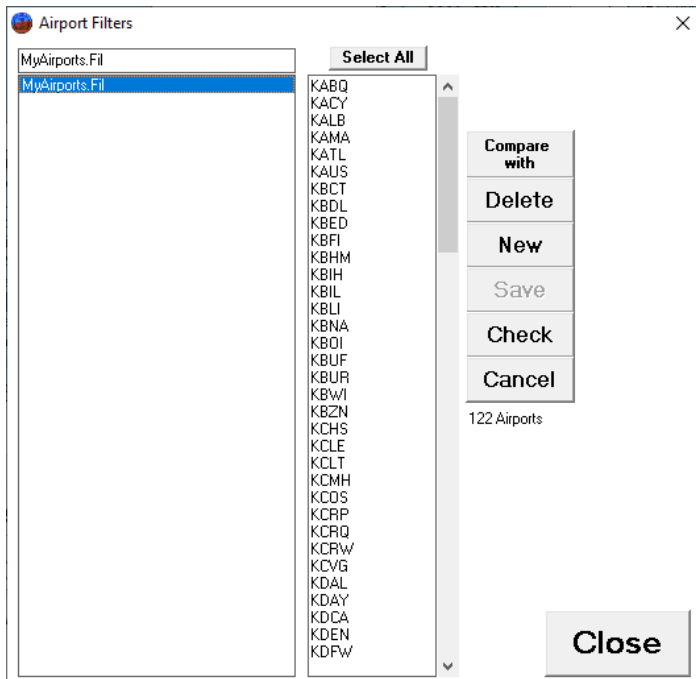 Airport Filters
MyAirports.Fil
Select All
MyAirports.Fil
KABQ
KACY
KALB
KAMA
KATL
KAUS
KBCT
KBDL
KBED
KBFI
KBHM
KBIH
KBIL
KBLI
KBNA
KBOI
KBUF
KBUR
KBWI
KBZN
KCHS
KCLE
KCLT
KCMH
KCOS
KCRP
KCRQ
KCRW
KCVG
KDAL
KDAY
KDCA
KDEN
KDFW
Compare
with
Delete
New
Save
Check
Cancel
122 Airports
Close